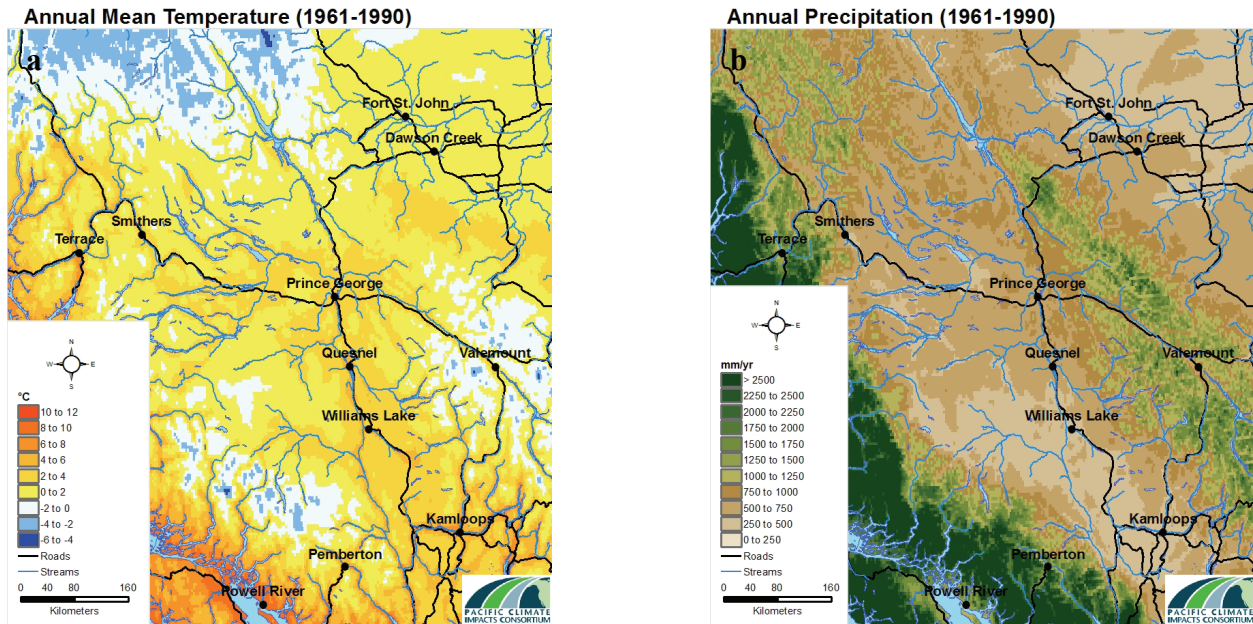 Annual Mean Temperature (1961-1990)
a
Fort St. John
Dawson Creek
Smithers
Terrace
Prince George
Quesnel
Valemount
Williams Lake
Kamloops
Pemberton
Powell River
N
W E
S
°C
10 to 12
8 to 10
6 to 8
4 to 6
2 to 4
0 to 2
-2 to 0
-4 to -2
-6 to -4
Roads
Streams
0 40 80 160
Kilometers
PACIFIC CLIMATE
IMPACTS CONSORTIUM
Annual Precipitation (1961-1990)
b
Fort St. John
Dawson Creek
Smithers
Terrace
Prince George
Quesnel
Valemount
Williams Lake
Kamloops
Pemberton
Powell River
N
W E
S
mm/yr
> 2500
2250 to 2500
2000 to 2250
1750 to 2000
1500 to 1750
1250 to 1500
1000 to 1250
750 to 1000
500 to 750
250 to 500
0 to 250
Roads
Streams
0 40 80 160
Kilometers
PACIFIC CLIMATE
IMPACTS CONSORTIUM